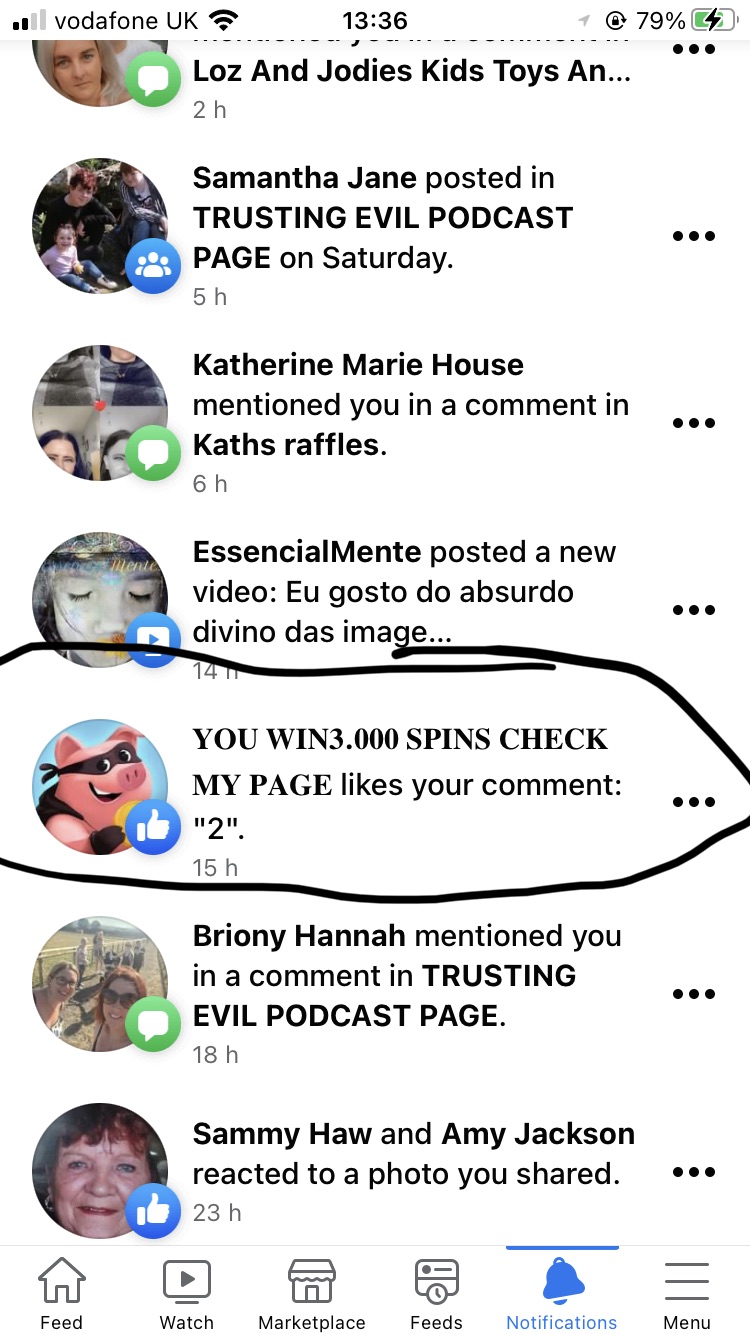 vodafone UK 13:36 79%
Loz And Jodies Kids Toys An...
2 h
Samantha Jane posted in
TRUSTING EVIL PODCAST
PAGE on Saturday.
5 h
Katherine Marie House
mentioned you in a comment in
Kaths raffles.
6 h
EssencialMente posted a new
video: Eu gosto do absurdo
divino das image...
14 h
YOU WIN3.000 SPINS CHECK
MY PAGE likes your comment:
"2".
15 h
Briony Hannah mentioned you
in a comment in TRUSTING
EVIL PODCAST PAGE.
18 h
Sammy Haw and Amy Jackson
reacted to a photo you shared.
23 h
Feed Watch Marketplace Feeds Notifications Menu